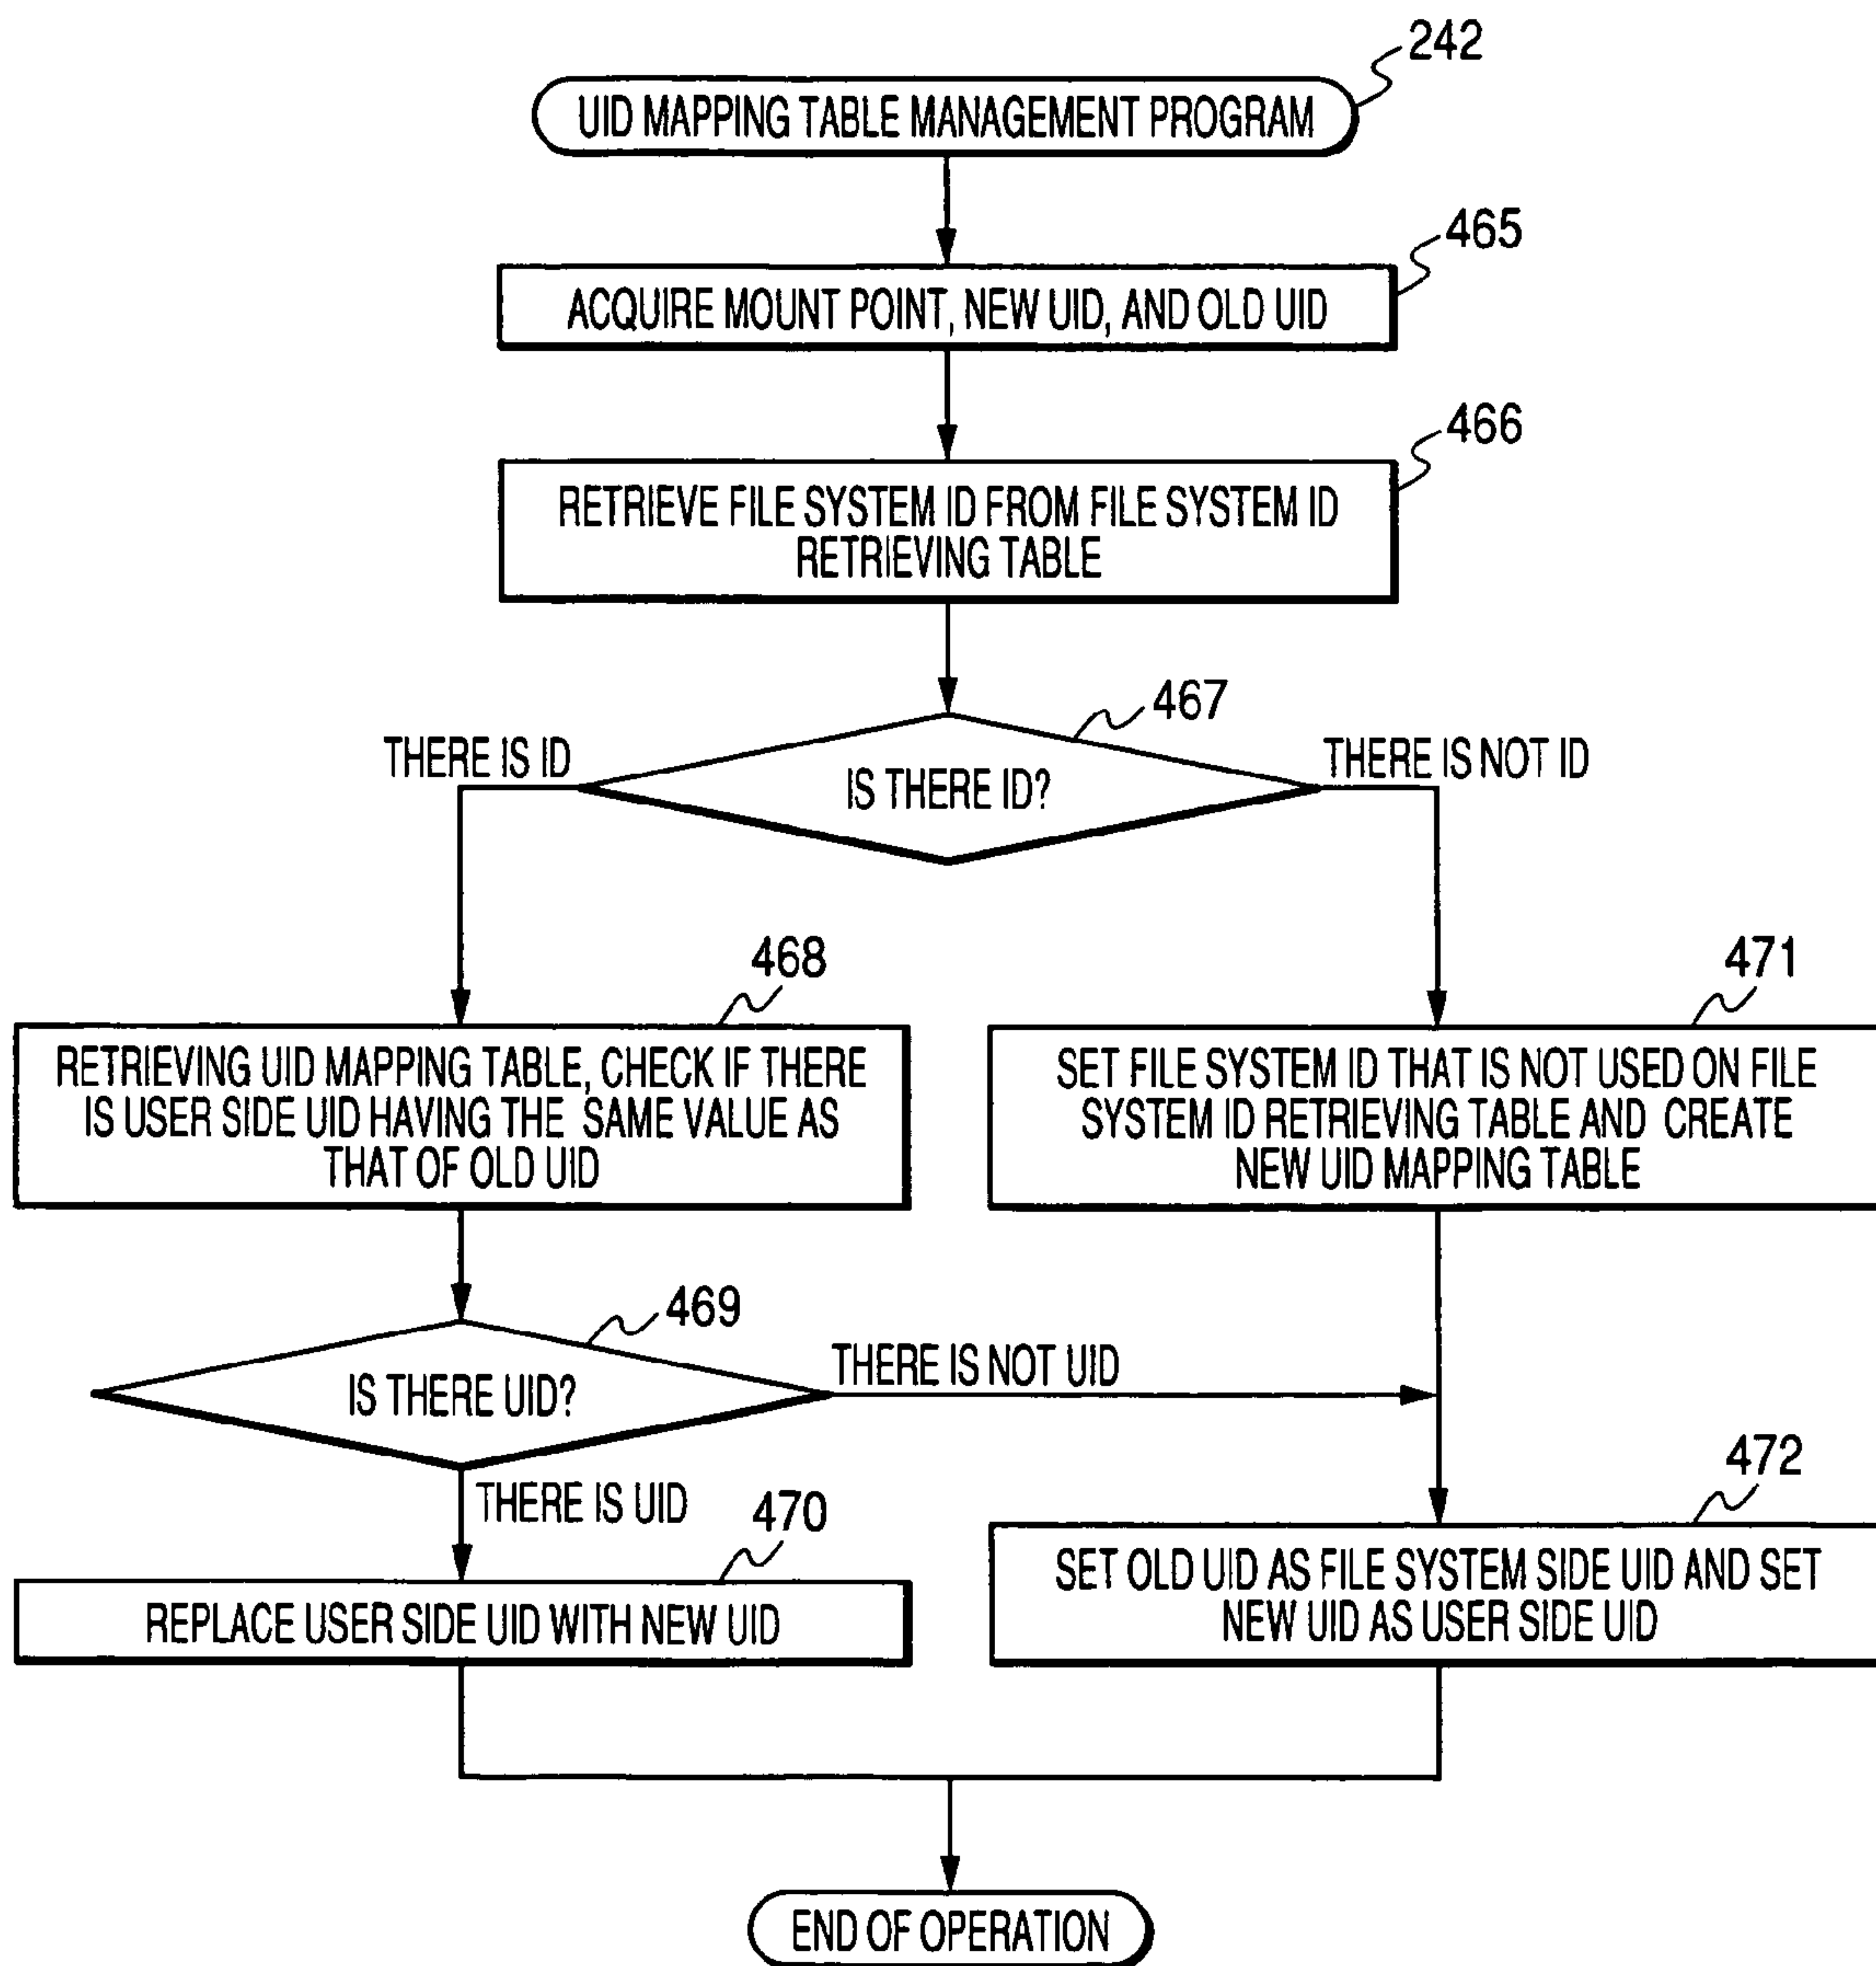 242
UID MAPPING TABLE MANAGEMENT PROGRAM
465
ACQUIRE MOUNT POINT, NEW UID, AND OLD UID
466
RETRIEVE FILE SYSTEM ID FROM FILE SYSTEM ID
RETRIEVING TABLE
467
THERE IS ID
IS THERE ID?
THERE IS NOT ID
468
RETRIEVING UID MAPPING TABLE, CHECK IF THERE
IS USER SIDE UID HAVING THE SAME VALUE AS
THAT OF OLD UID
471
SET FILE SYSTEM ID THAT IS NOT USED ON FILE
SYSTEM ID RETRIEVING TABLE AND CREATE
NEW UID MAPPING TABLE
469
IS THERE UID?
THERE IS NOT UID
THERE IS UID
470
REPLACE USER SIDE UID WITH NEW UID
472
SET OLD UID AS FILE SYSTEM SIDE UID AND SET
NEW UID AS USER SIDE UID
END OF OPERATION